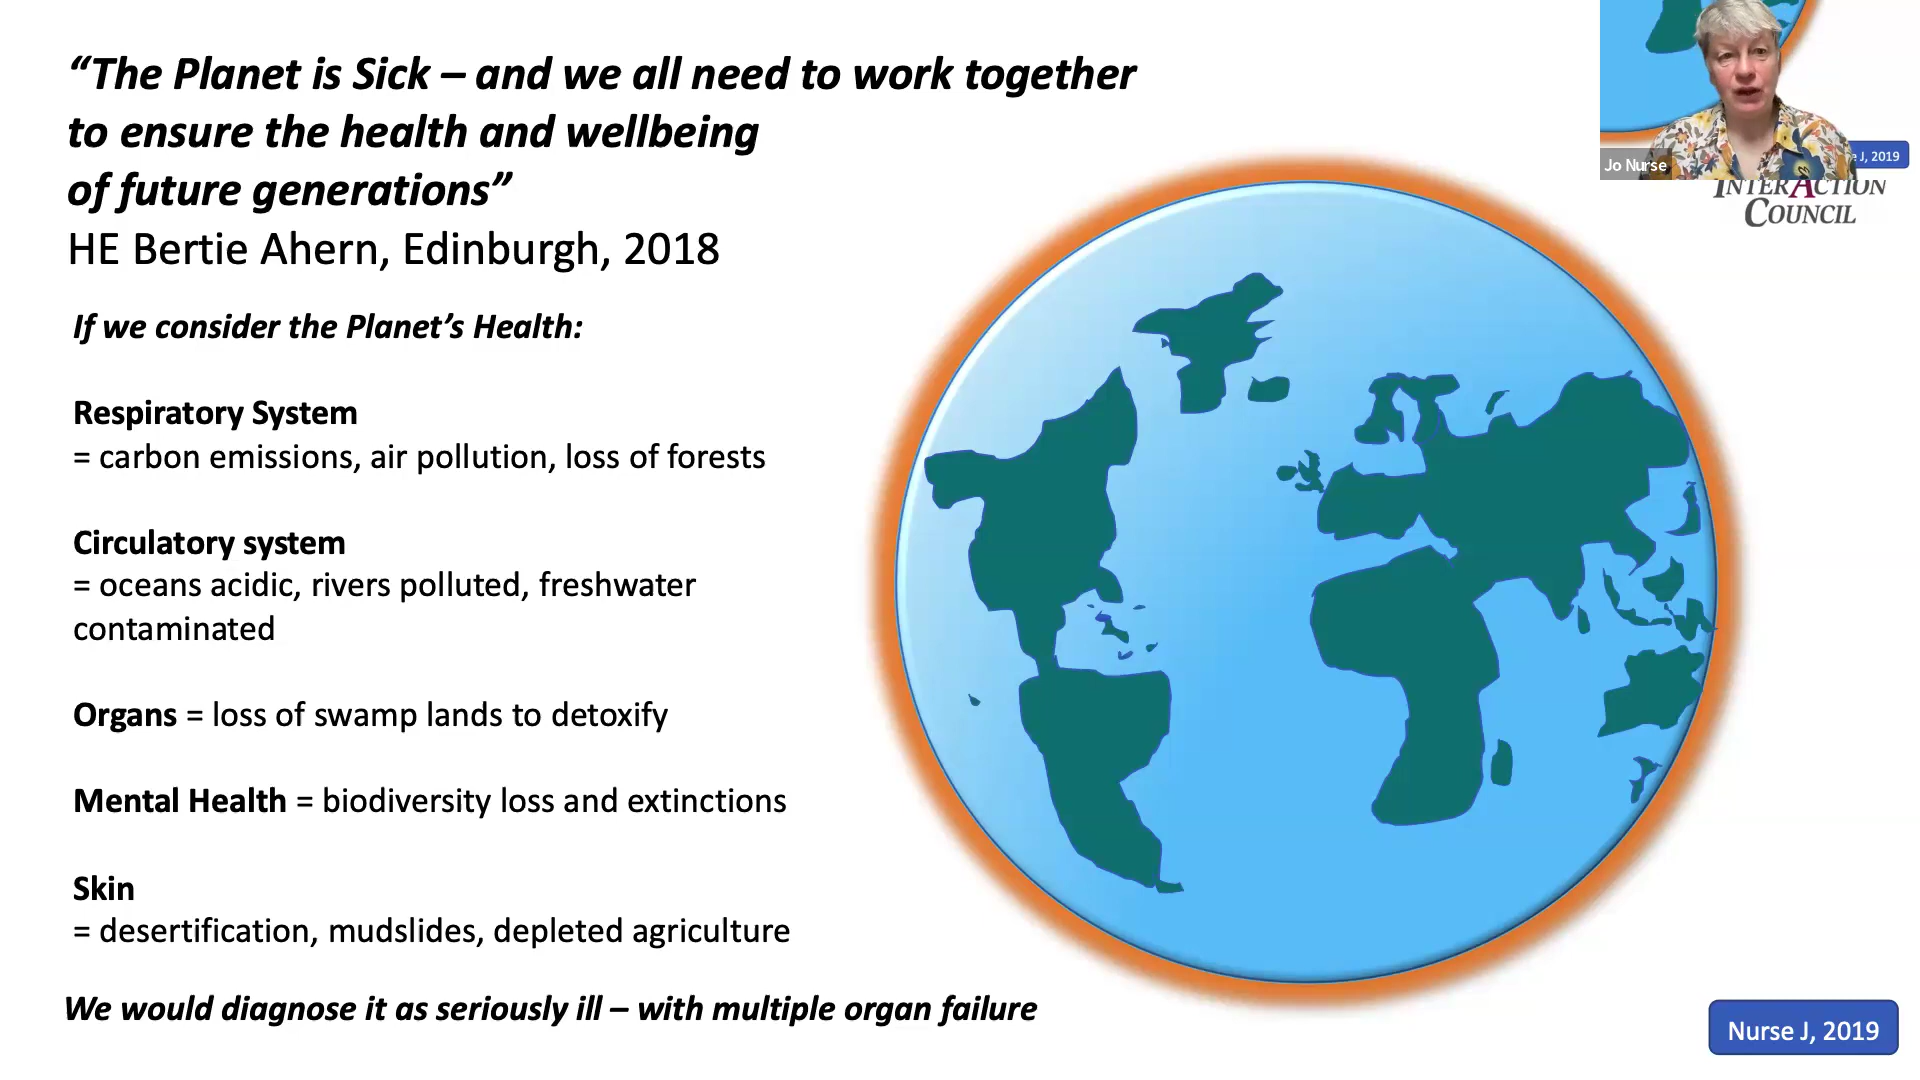 “The Planet is Sick – and we all need to work together
to ensure the health and wellbeing
of future generations”
HE Bertie Ahern, Edinburgh, 2018
If we consider the Planet’s Health:
Respiratory System
= carbon emissions, air pollution, loss of forests
Circulatory system
= oceans acidic, rivers polluted, freshwater
contaminated
Organs = loss of swamp lands to detoxify
Mental Health = biodiversity loss and extinctions
Skin
= desertification, mudslides, depleted agriculture
We would diagnose it as seriously ill – with multiple organ failure
Jo Nurse
J, 2019
INTERACTION
COUNCIL
Nurse J, 2019